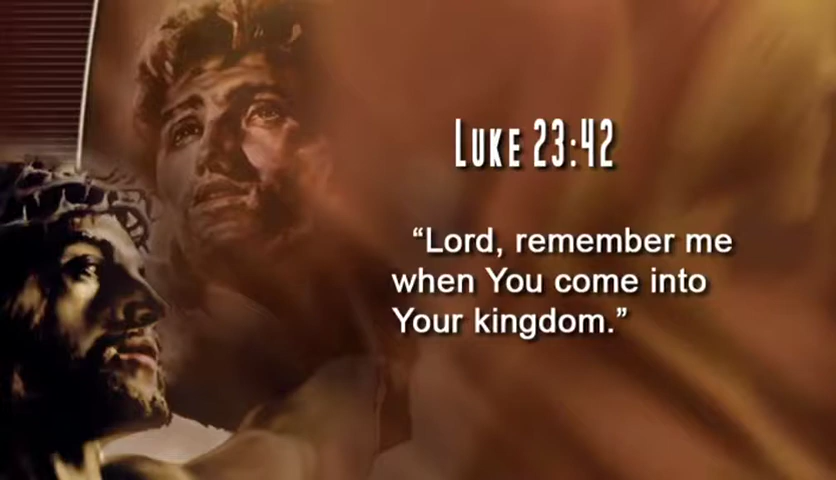 Luke 23:42
“Lord, remember me
when You come into
Your kingdom.”